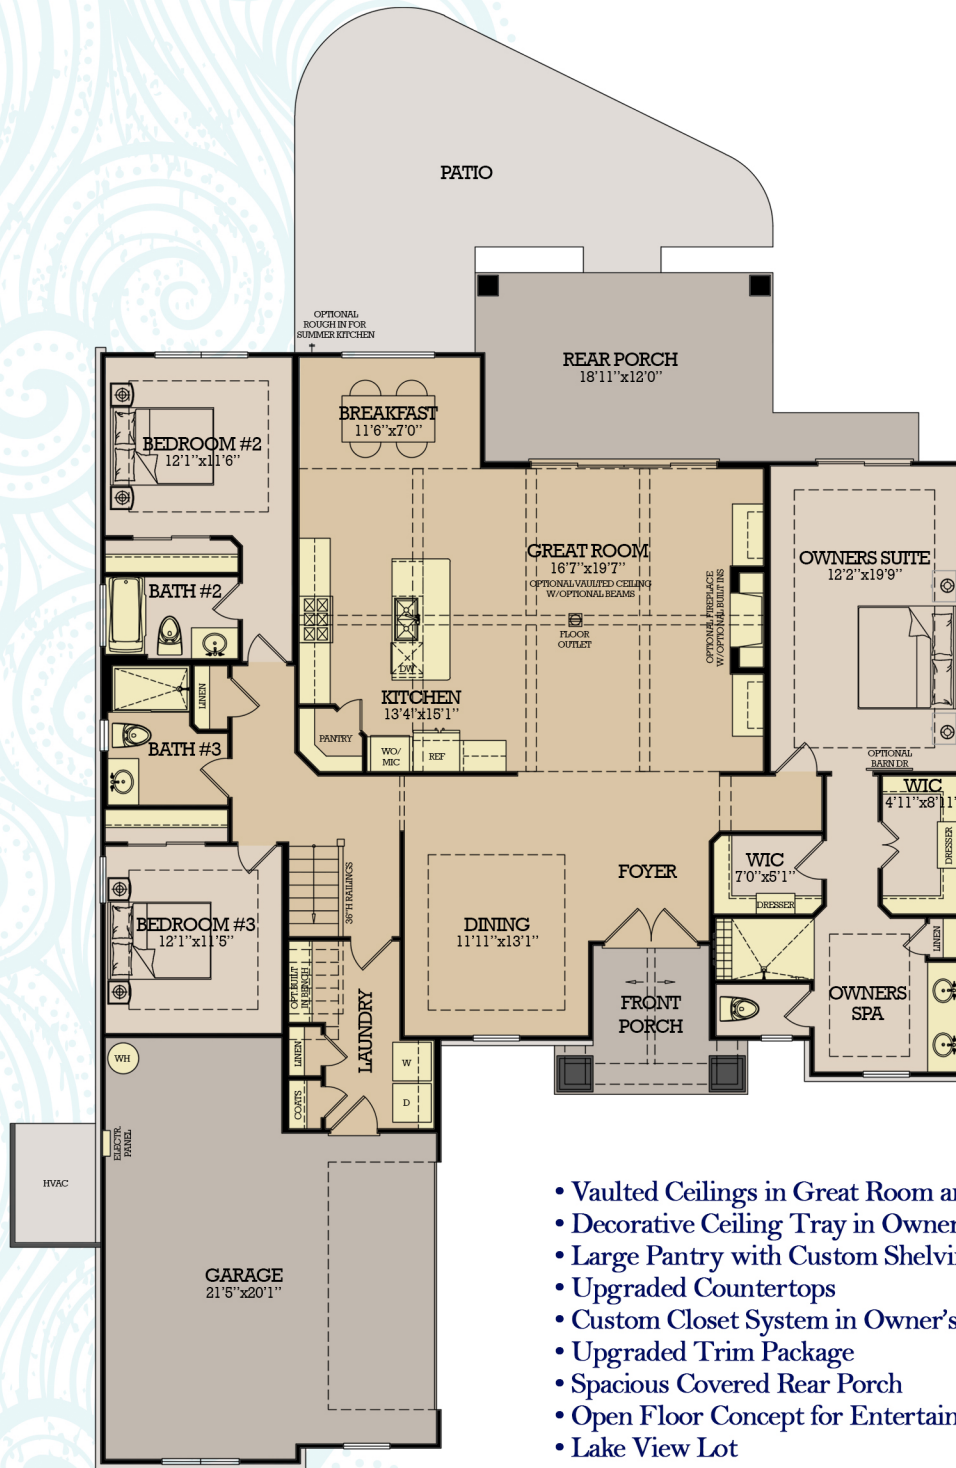 PATIO
OPTIONAL
ROUGH IN FOR
SUMMER KITCHEN
REAR PORCH
18'11"x12'0"
BREAKFAST
11'6"x7'0"
BEDROOM #2
12'1"x11'6"
GREAT ROOM
16'7"x19'7"
OPTIONAL VAULTED CEILING
W/OPTIONAL BEAMS
FLOOR
OUTLET
OPTIONAL FIREPLACE
W/OPTIONAL BUILT INS
OWNERS SUITE
12'2"x19'9"
BATH #2
DW
KITCHEN
13'4"x15'1"
LINEN
PANTRY
WO/
MIC
REF
BATH #3
OPTIONAL
BARN DR
WIC
4'11"x8'11"
DRESSER
WIC
7'0"x5'1"
DRESSER
FOYER
36"H RAILINGS
DINING
11'11"x13'1"
BEDROOM #3
12'1"x11'5"
LINEN
OPT. BUILT
IN BENCH
LAUNDRY
FRONT
PORCH
OWNERS
SPA
WH
LINEN
W
COATS
D
ELECTR.
PANEL
HVAC
GARAGE
21'5"x20'1"
• Vaulted Ceilings in Great Room an
• Decorative Ceiling Tray in Owner
• Large Pantry with Custom Shelvi
• Upgraded Countertops
• Custom Closet System in Owner's
• Upgraded Trim Package
• Spacious Covered Rear Porch
• Open Floor Concept for Entertain
• Lake View Lot